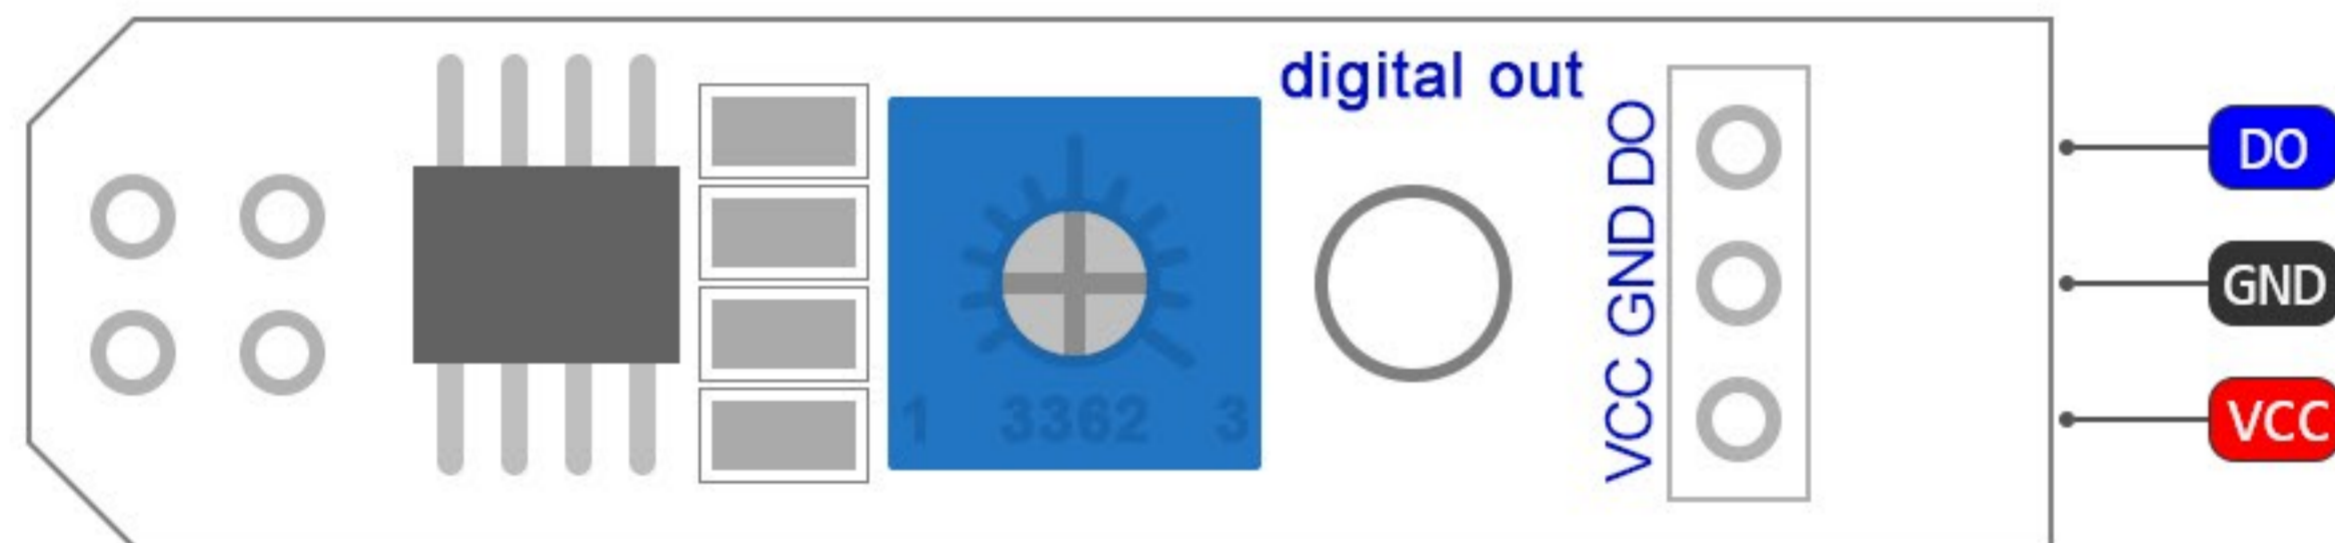 digital out
VCC GND DO
1 3362 3
DO
GND
VCC